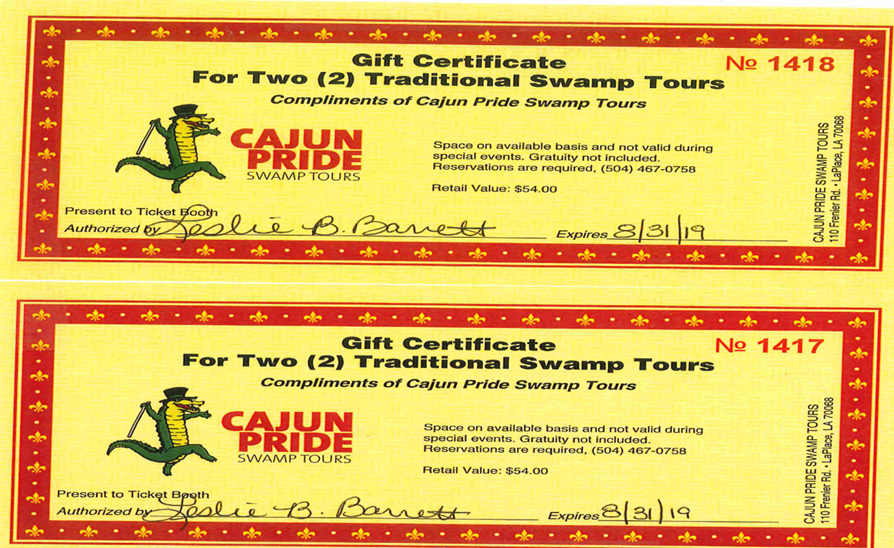 Gift Certificate
№ 1418
For Two (2) Traditional Swamp Tours
Compliments of Cajun Pride Swamp Tours
CAJUN
PRIDE
SWAMP TOURS
Space on available basis and not valid during
special events. Gratuity not included.
Reservations are required, (504) 467-0758
Retail Value: $54.00
Present to Ticket Booth
Authorized by Leslie B. Barrett
Expires 8/31/19
CAJUN PRIDE SWAMP TOURS
110 Frenier Rd. • LaPlace, LA 70068
Gift Certificate
№ 1417
For Two (2) Traditional Swamp Tours
Compliments of Cajun Pride Swamp Tours
CAJUN
PRIDE
SWAMP TOURS
Space on available basis and not valid during
special events. Gratuity not included.
Reservations are required, (504) 467-0758
Retail Value: $54.00
Present to Ticket Booth
Authorized by Leslie B. Barrett
Expires 8/31/19
CAJUN PRIDE SWAMP TOURS
110 Frenier Rd. • LaPlace, LA 70068